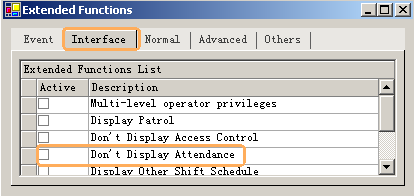 Extended Functions
Event Interface Normal Advanced Others
Extended Functions List
Active Description
Multi-level operator privileges
Display Patrol
Don't Display Access Control
Don't Display Attendance
Display Other Shift Schedule